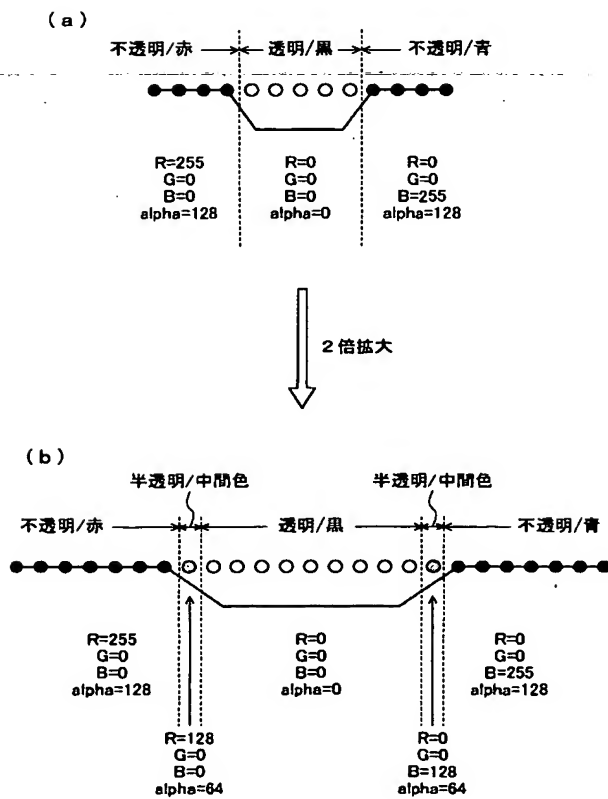 (a)
不透明/赤 透明/黒 不透明/青
R=255 R=0 R=0
G=0 G=0 G=0
B=0 B=0 B=255
alpha=128 alpha=0 alpha=128
2倍拡大
(b)
半透明/中間色 半透明/中間色
不透明/赤 透明/黒 不透明/青
R=255 R=0 R=0
G=0 G=0 G=0
B=0 B=0 B=255
alpha=128 alpha=0 alpha=128
R=128 R=0
G=0 G=0
B=0 B=128
alpha=64 alpha=64